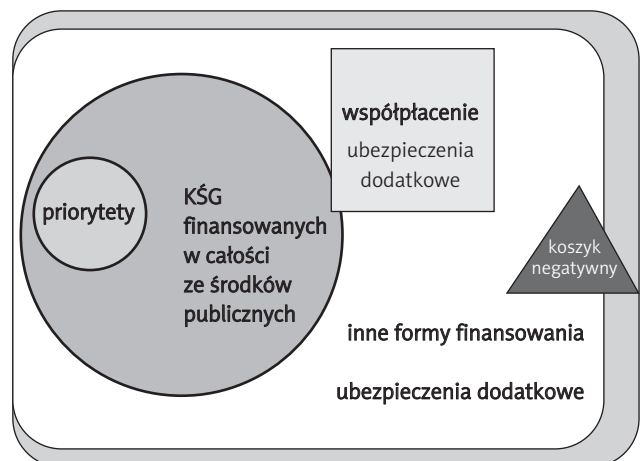 współpłacenie
ubezpieczenia
dodatkowe
priorytety
KŚG
finansowanych
w całości
ze środków
publicznych
koszyk
negatywny
inne formy finansowania
ubezpieczenia dodatkowe